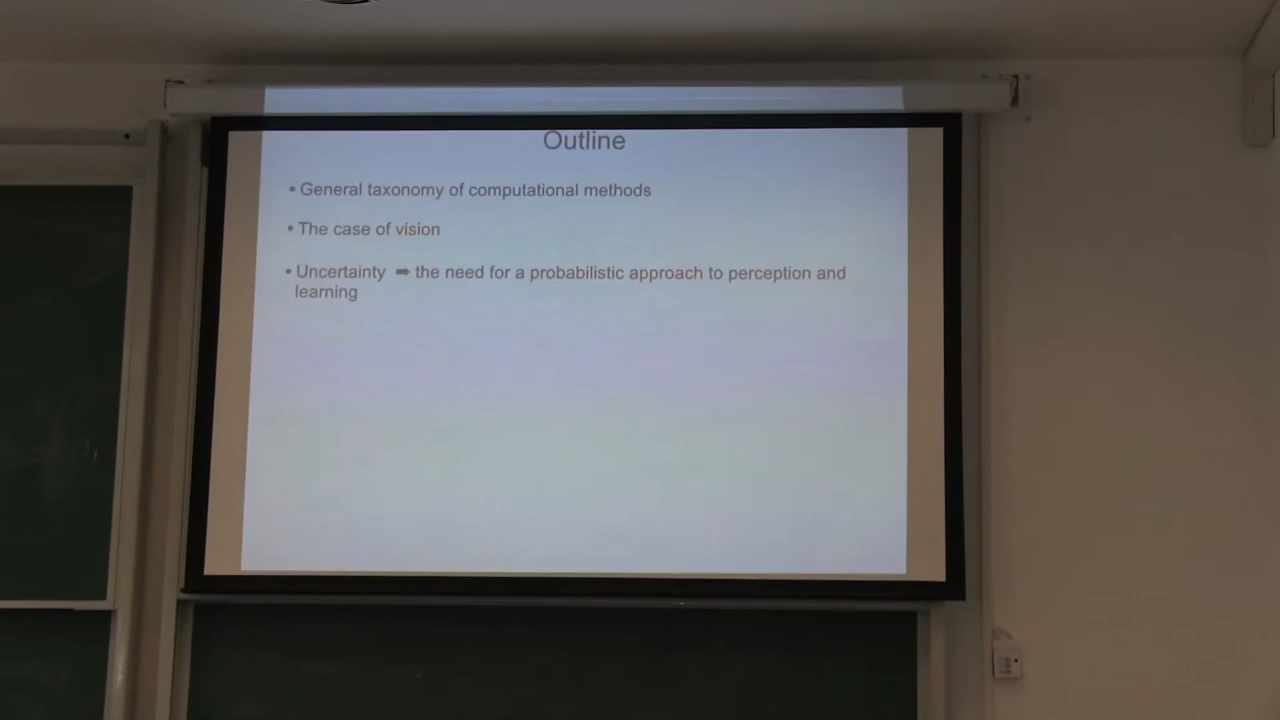 Outline
• General taxonomy of computational methods
• The case of vision
• Uncertainty ➡ the need for a probabilistic approach to perception and
learning